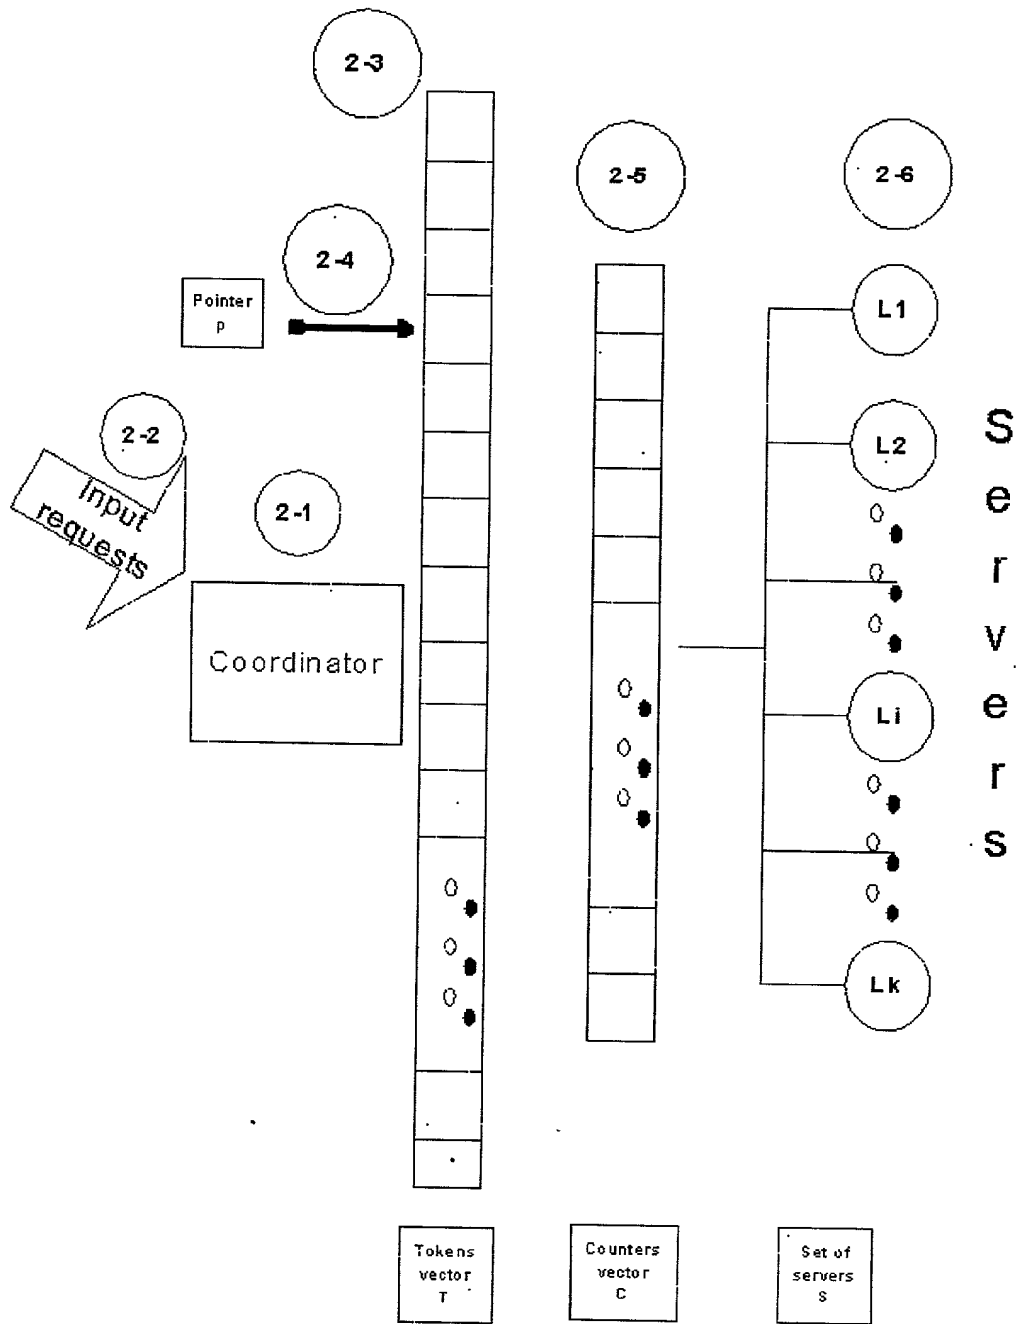 2-3
2-5
2-6
2-4
Pointer
p
L1
2-2
L2
Input
requests
2-1
Servers
Coordinator
Li
Lk
Tokens
vector
T
Counters
vector
C
Set of
servers
S